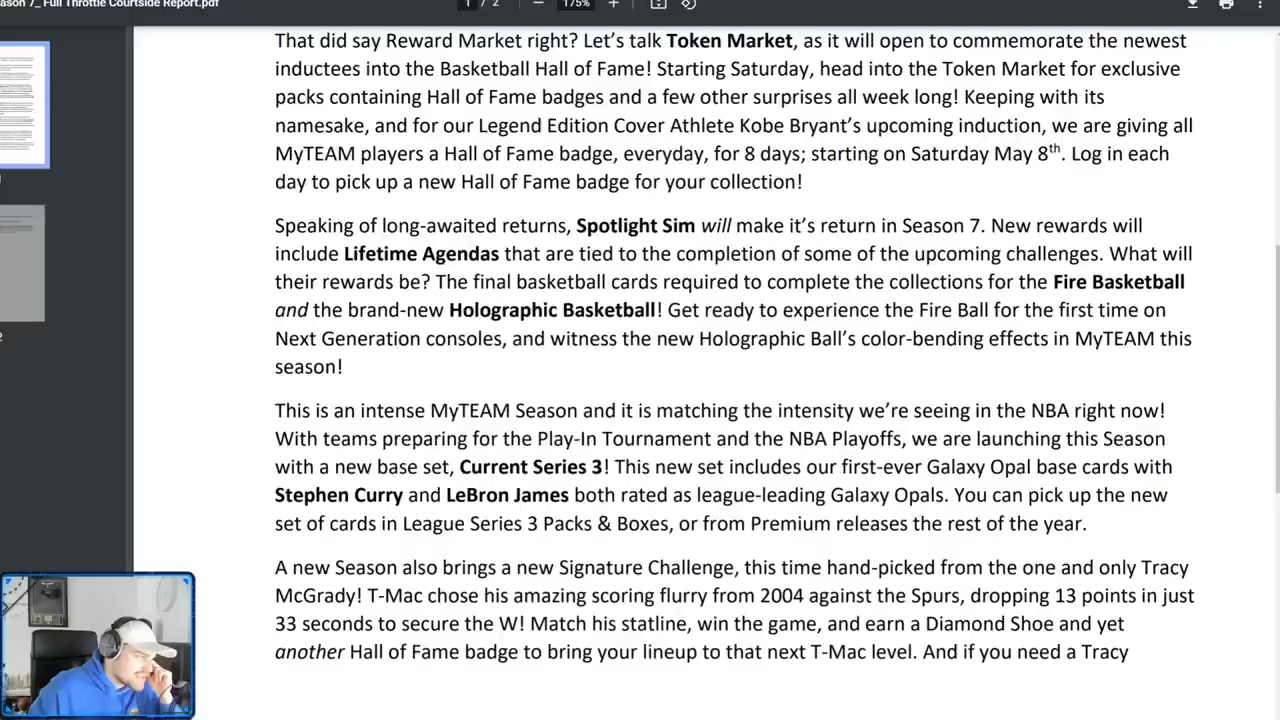 ason 7_ Full Throttle Courtside Report.pdf
1 / 2
175%
That did say Reward Market right? Let's talk Token Market, as it will open to commemorate the newest
inductees into the Basketball Hall of Fame! Starting Saturday, head into the Token Market for exclusive
packs containing Hall of Fame badges and a few other surprises all week long! Keeping with its
namesake, and for our Legend Edition Cover Athlete Kobe Bryant's upcoming induction, we are giving all
MyTEAM players a Hall of Fame badge, everyday, for 8 days; starting on Saturday May 8th. Log in each
day to pick up a new Hall of Fame badge for your collection!
Speaking of long-awaited returns, Spotlight Sim will make it's return in Season 7. New rewards will
include Lifetime Agendas that are tied to the completion of some of the upcoming challenges. What will
their rewards be? The final basketball cards required to complete the collections for the Fire Basketball
and the brand-new Holographic Basketball! Get ready to experience the Fire Ball for the first time on
Next Generation consoles, and witness the new Holographic Ball's color-bending effects in MyTEAM this
season!
This is an intense MyTEAM Season and it is matching the intensity we're seeing in the NBA right now!
With teams preparing for the Play-In Tournament and the NBA Playoffs, we are launching this Season
with a new base set, Current Series 3! This new set includes our first-ever Galaxy Opal base cards with
Stephen Curry and LeBron James both rated as league-leading Galaxy Opals. You can pick up the new
set of cards in League Series 3 Packs & Boxes, or from Premium releases the rest of the year.
A new Season also brings a new Signature Challenge, this time hand-picked from the one and only Tracy
McGrady! T-Mac chose his amazing scoring flurry from 2004 against the Spurs, dropping 13 points in just
33 seconds to secure the W! Match his statline, win the game, and earn a Diamond Shoe and yet
another Hall of Fame badge to bring your lineup to that next T-Mac level. And if you need a Tracy
1
2